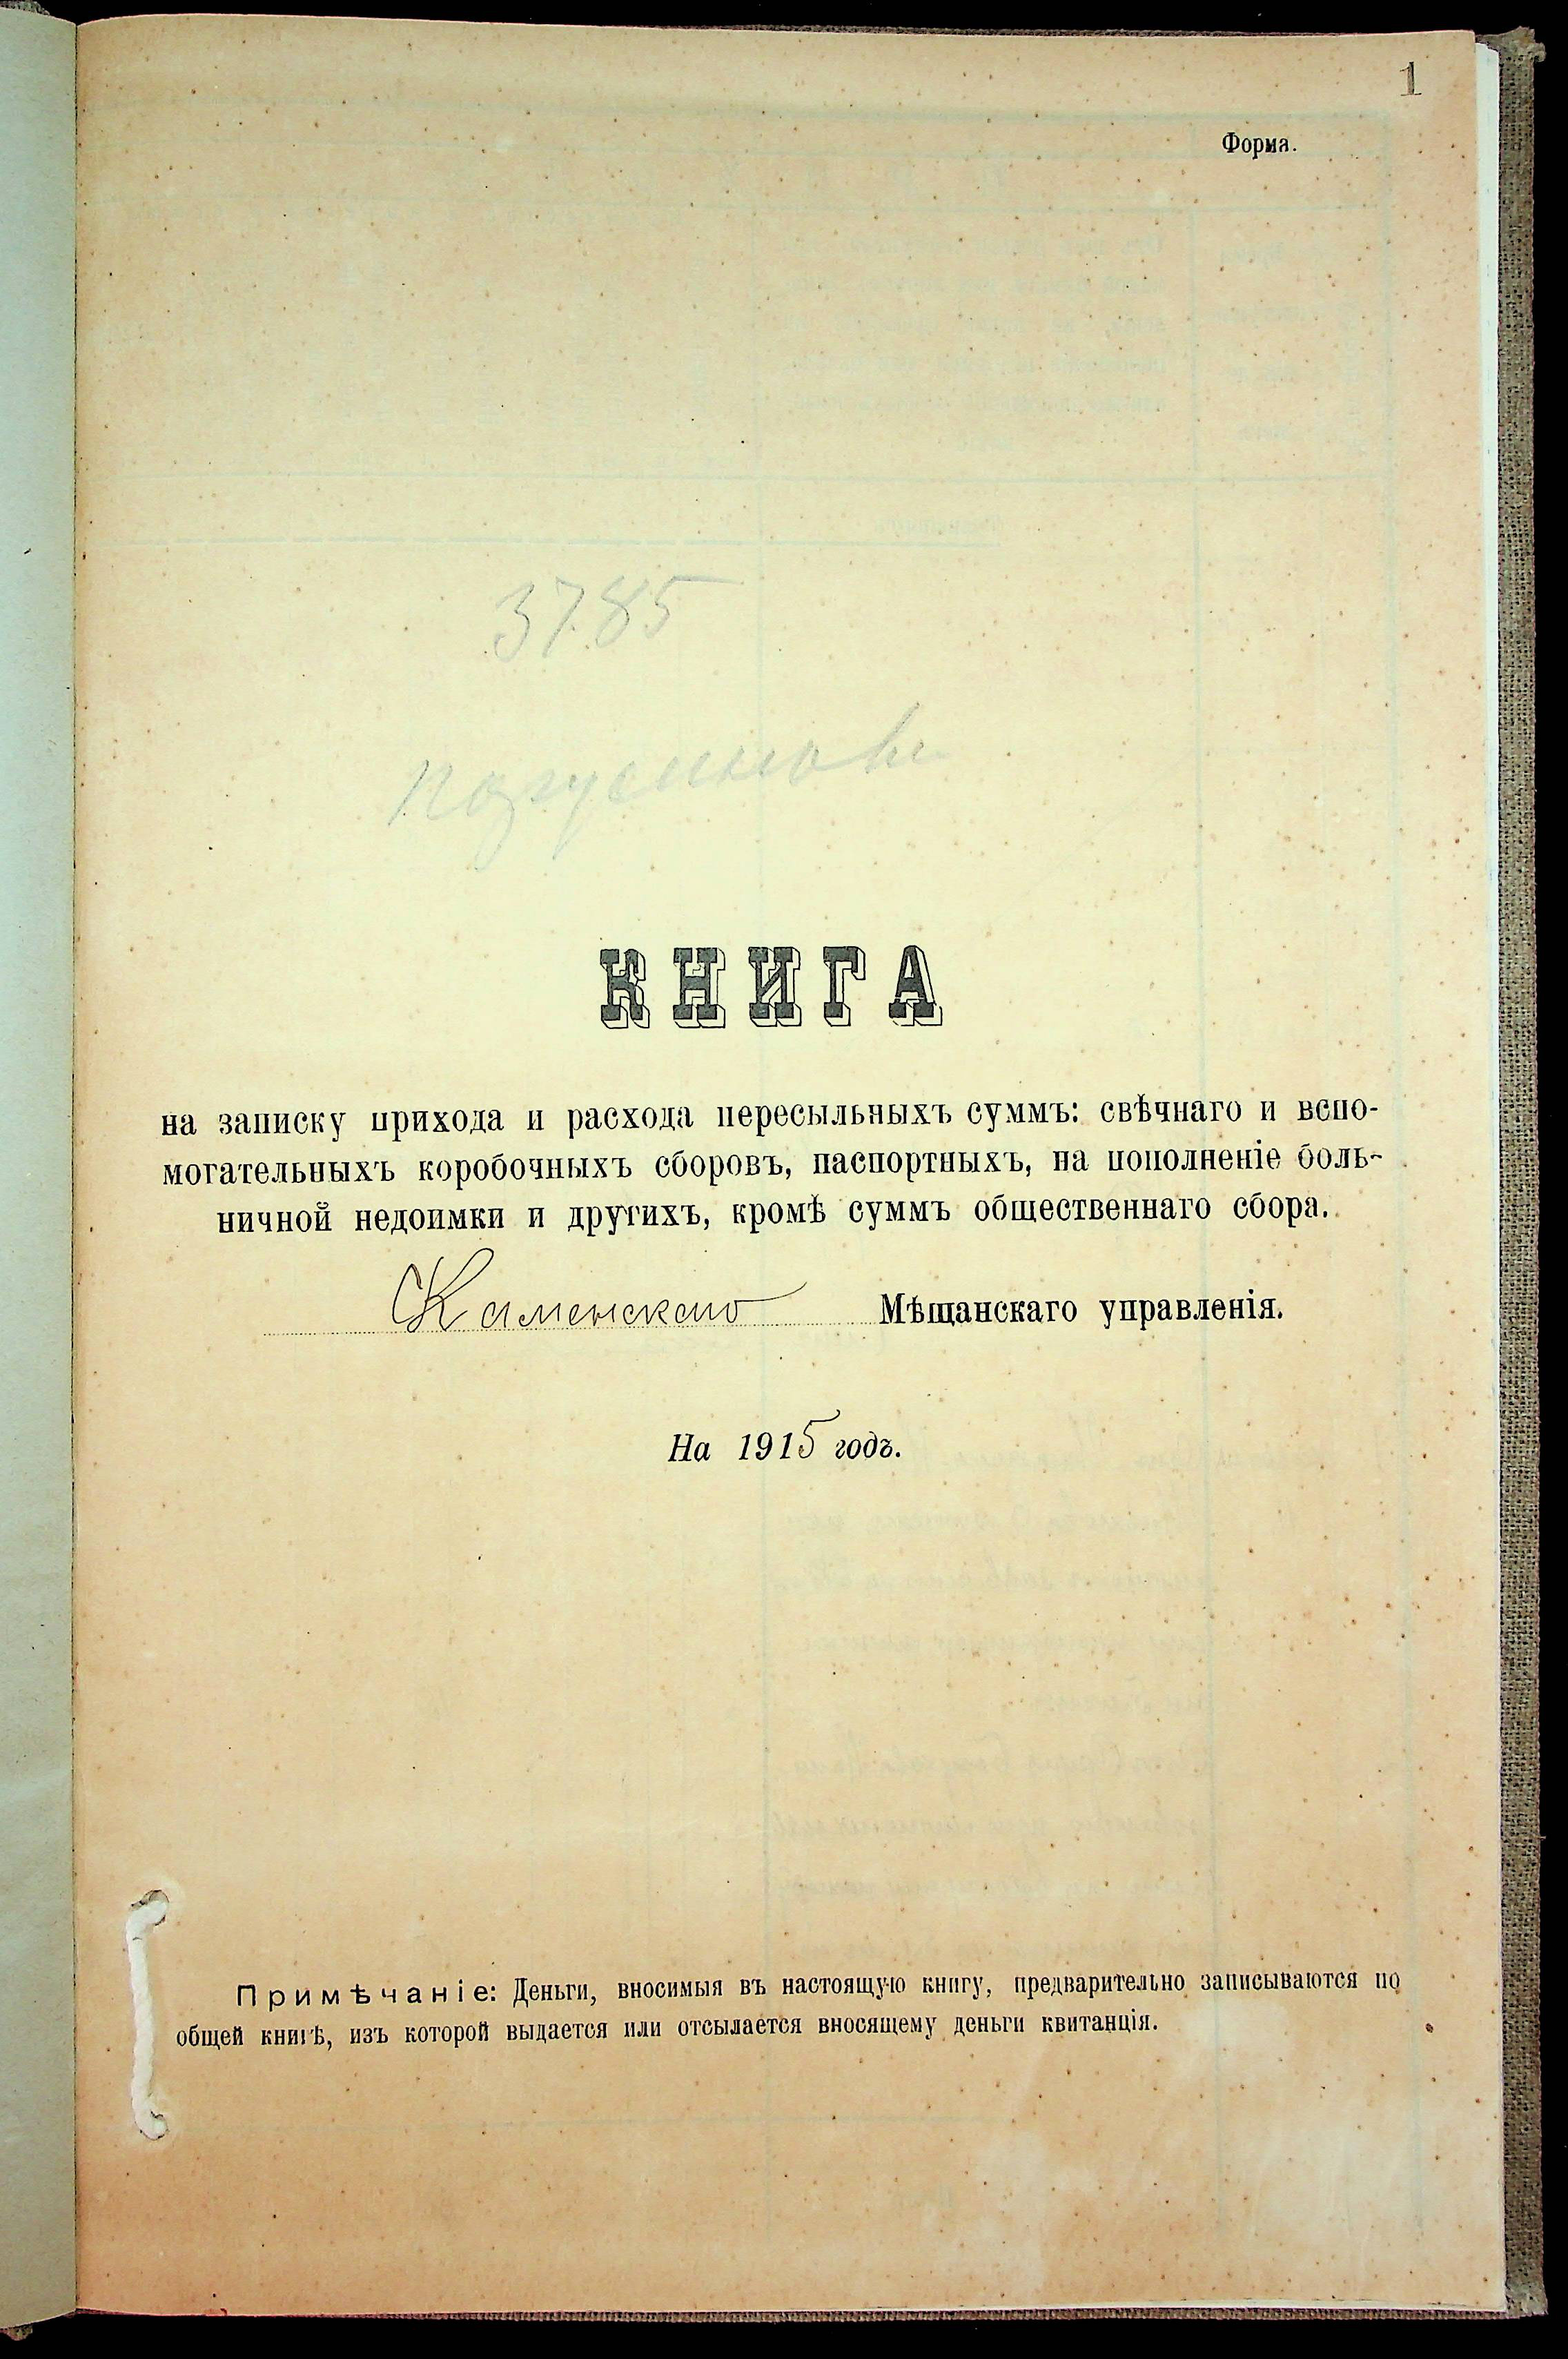 1
Форма.
3785
КНИГА
на записку прихода и расхода пересыльныхъ суммъ: свѣчнаго и вспо-
могательныхъ коробочныхъ сборовъ, паспортныхъ, на пополненіе боль-
ничной недоимки и другихъ, кромѣ суммъ общественнаго сбора.
Каменскаго Мѣщанскаго управленія.
На 1915 годъ.
Примѣчаніе: Деньги, вносимыя въ настоящую книгу, предварительно записываются по
общей книгѣ, изъ которой выдается или отсылается вносящему деньги квитанція.